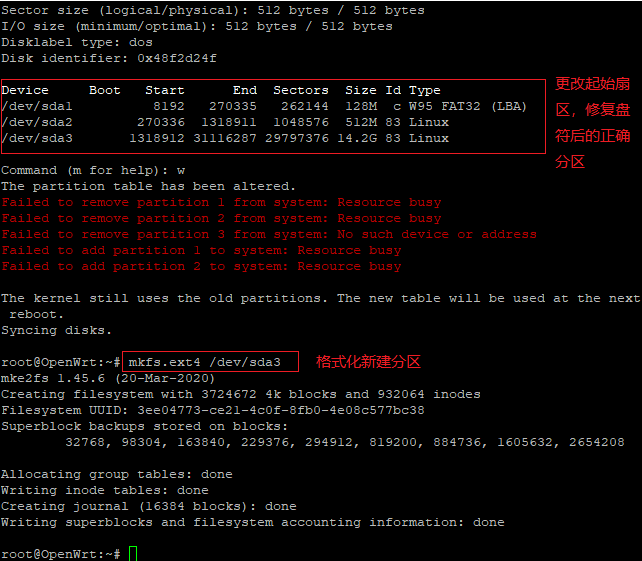 Sector size (logical/physical): 512 bytes / 512 bytes
I/O size (minimum/optimal): 512 bytes / 512 bytes
Disklabel type: dos
Disk identifier: 0x48f2d24f
Device     Boot   Start      End  Sectors  Size Id Type
/dev/sda1          8192   270335   262144  128M  c W95 FAT32 (LBA)
/dev/sda2        270336  1318911  1048576  512M 83 Linux
/dev/sda3       1318912 31116287 29797376 14.2G 83 Linux
更改起始扇
区，修复盘
符后的正确
分区
Command (m for help): w
The partition table has been altered.
Failed to remove partition 1 from system: Resource busy
Failed to remove partition 2 from system: Resource busy
Failed to remove partition 3 from system: No such device or address
Failed to add partition 1 to system: Resource busy
Failed to add partition 2 to system: Resource busy
The kernel still uses the old partitions. The new table will be used at the next
 reboot.
Syncing disks.
root@OpenWrt:~# mkfs.ext4 /dev/sda3 格式化新建分区
mke2fs 1.45.6 (20-Mar-2020)
Creating filesystem with 3724672 4k blocks and 932064 inodes
Filesystem UUID: 3ee04773-ce21-4c0f-8fb0-4e08c577bc38
Superblock backups stored on blocks:
        32768, 98304, 163840, 229376, 294912, 819200, 884736, 1605632, 2654208
Allocating group tables: done
Writing inode tables: done
Creating journal (16384 blocks): done
Writing superblocks and filesystem accounting information: done
root@OpenWrt:~#